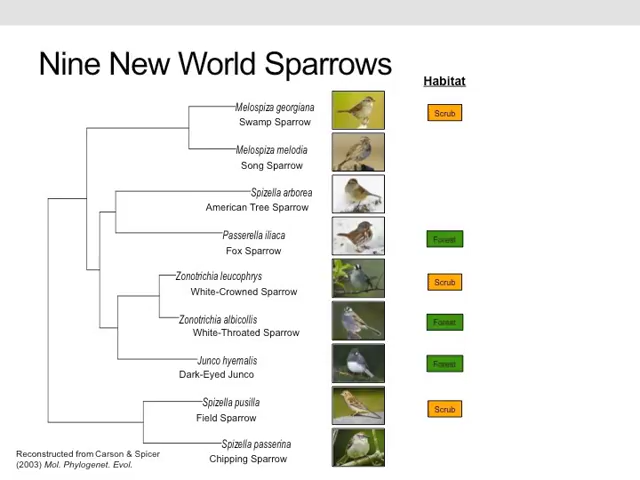 Nine New World Sparrows
Habitat
Melospiza georgiana
Swamp Sparrow
Scrub
Melospiza melodia
Song Sparrow
Spizella arborea
American Tree Sparrow
Passerella iliaca
Fox Sparrow
Forest
Zonotrichia leucophrys
White-Crowned Sparrow
Scrub
Zonotrichia albicollis
White-Throated Sparrow
Forest
Junco hyemalis
Dark-Eyed Junco
Forest
Spizella pusilla
Field Sparrow
Scrub
Spizella passerina
Chipping Sparrow
Reconstructed from Carson & Spicer
(2003) Mol. Phylogenet. Evol.